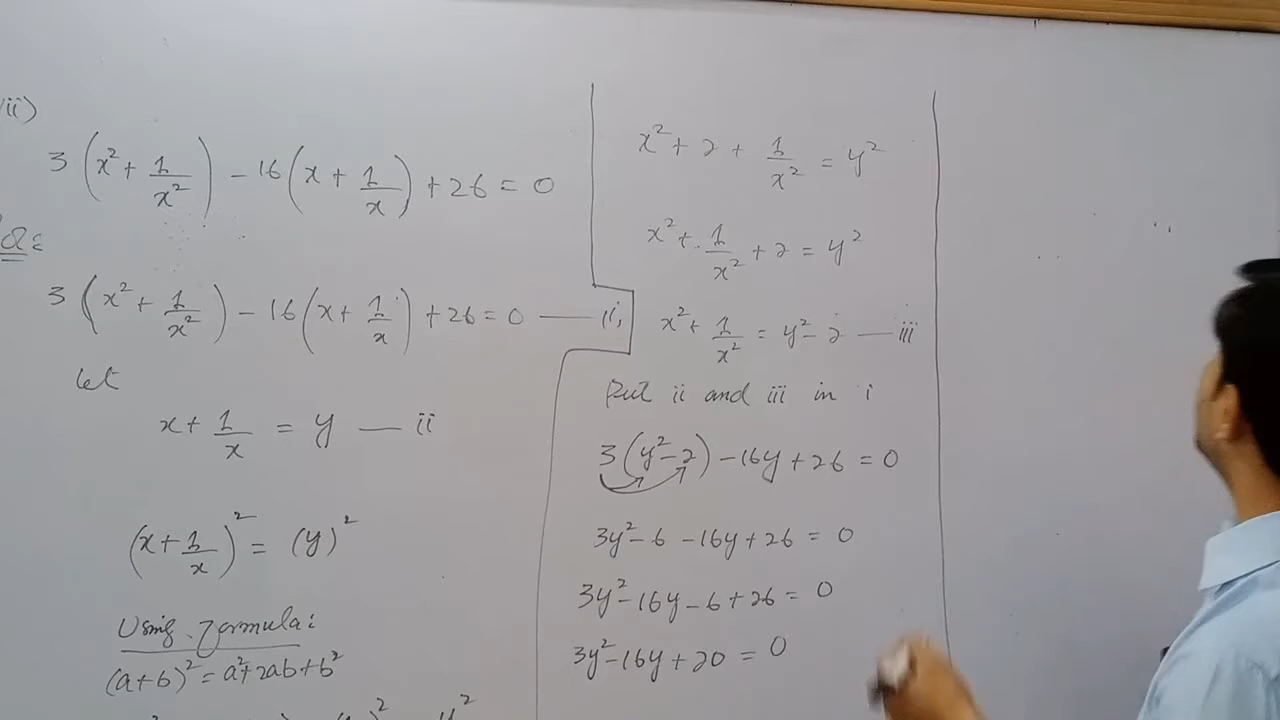 3(x² + 1/x²) - 16(x + 1/x) + 26 = 0
3(x² + 1/x²) - 16(x + 1/x) + 26 = 0 —
let
x + 1/x = y — ii
(x + 1/x)² = (y)²
Using Formula:
(a+b)² = a²+2ab+b²
x² + 2 + 1/x² = y²
x² + 1/x² + 2 = y²
x² + 1/x² = y² - 2 — iii
Put ii and iii in i
3(y²-2) - 16y + 26 = 0
3y² - 6 - 16y + 26 = 0
3y² - 16y - 6 + 26 = 0
3y² - 16y + 20 = 0